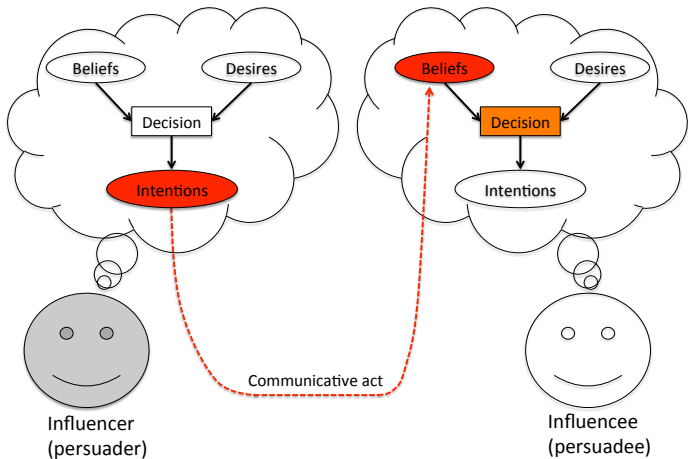 Beliefs
Desires
Decision
Intentions
Beliefs
Desires
Decision
Intentions
Communicative act
Influencer
(persuader)
Influencee
(persuadee)